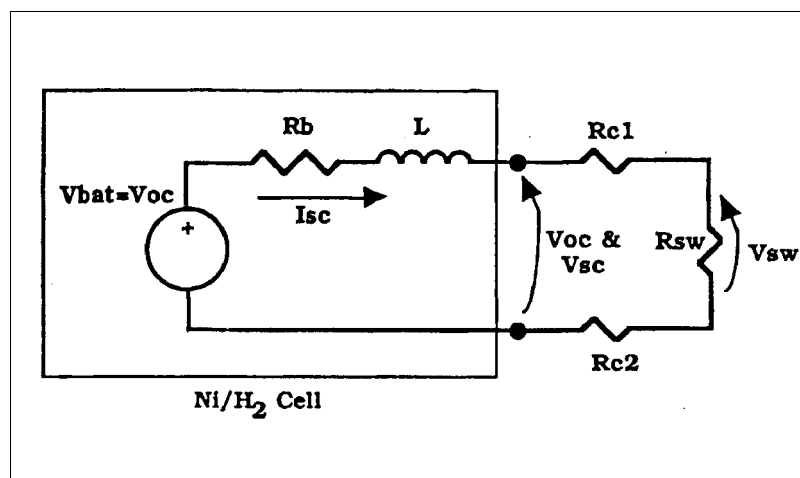 Rb
L
Rc1
Vbat=Voc
+
Isc
Voc &
Vsc
Rsw
Vsw
Rc2
Ni/H2 Cell